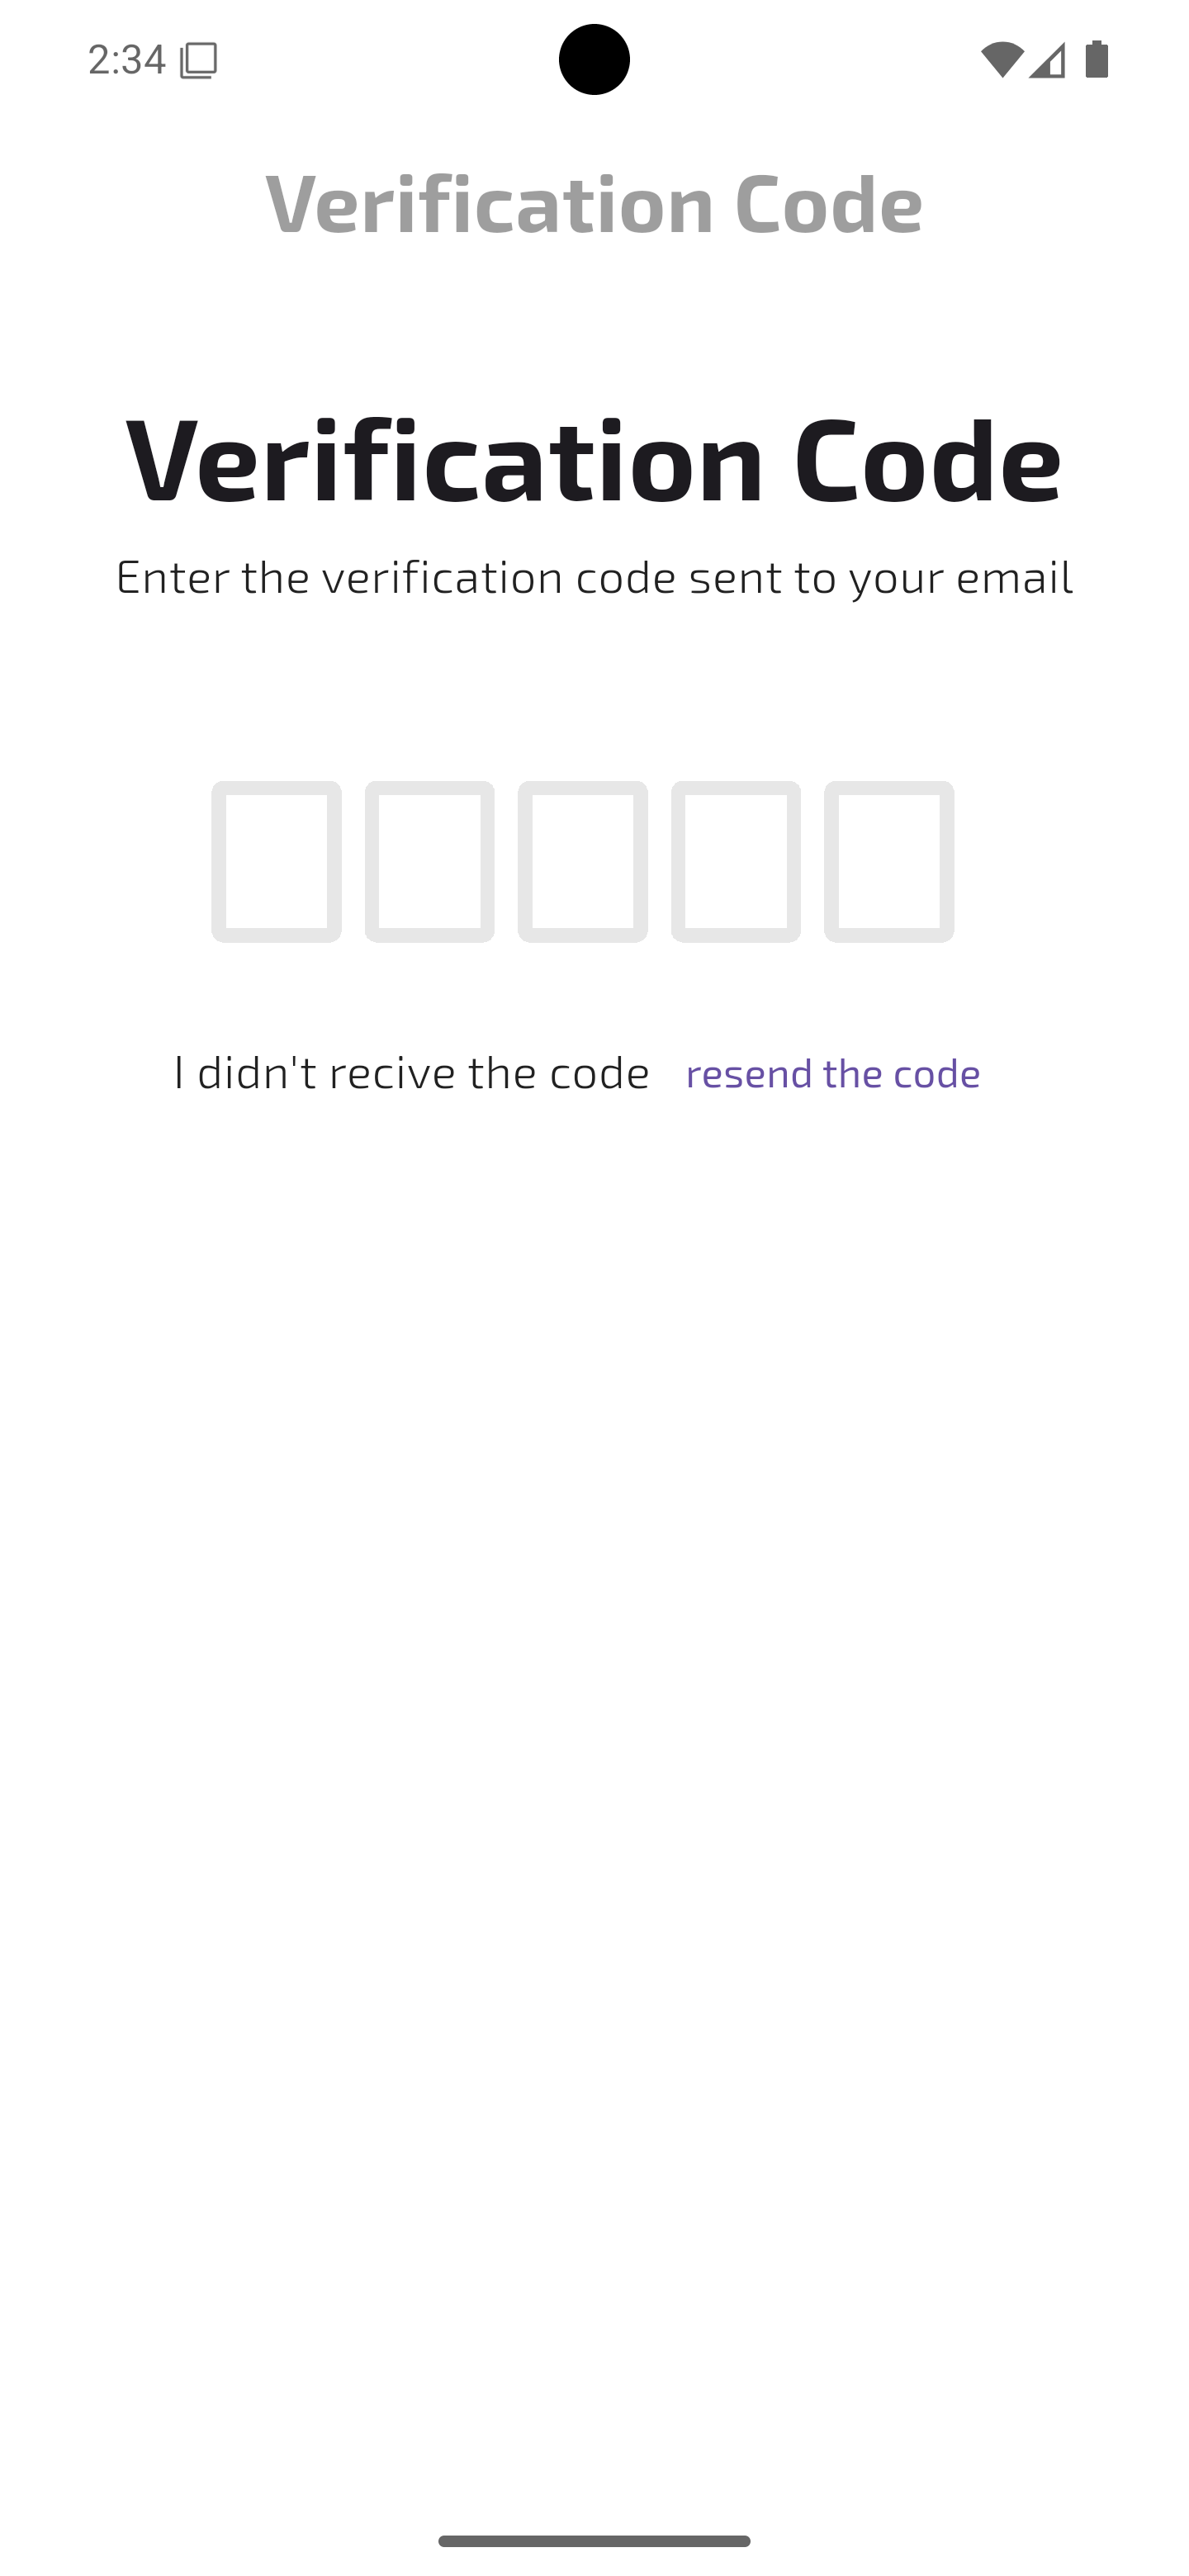 2:34
Verification Code
Verification Code
Enter the verification code sent to your email
I didn't recive the code resend the code